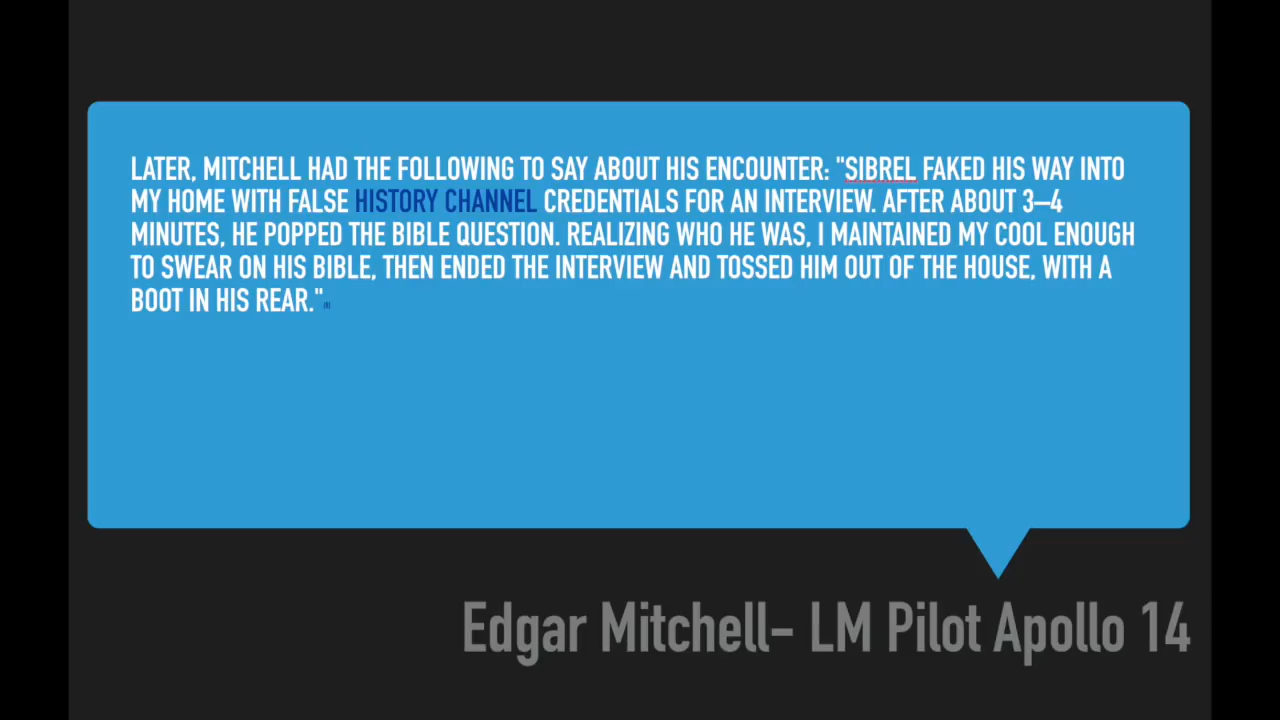 LATER, MITCHELL HAD THE FOLLOWING TO SAY ABOUT HIS ENCOUNTER: "SIBREL FAKED HIS WAY INTO
MY HOME WITH FALSE HISTORY CHANNEL CREDENTIALS FOR AN INTERVIEW. AFTER ABOUT 3–4
MINUTES, HE POPPED THE BIBLE QUESTION. REALIZING WHO HE WAS, I MAINTAINED MY COOL ENOUGH
TO SWEAR ON HIS BIBLE, THEN ENDED THE INTERVIEW AND TOSSED HIM OUT OF THE HOUSE, WITH A
BOOT IN HIS REAR."
Edgar Mitchell- LM Pilot Apollo 14